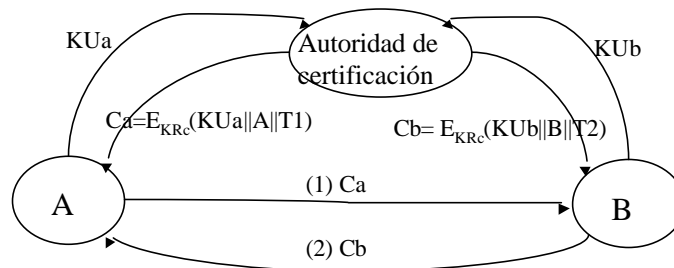 KUa
Autoridad de
certificación
KUb
Ca=E_KRc(KUa||A||T1)
Cb= E_KRc(KUb||B||T2)
(1) Ca
A
B
(2) Cb